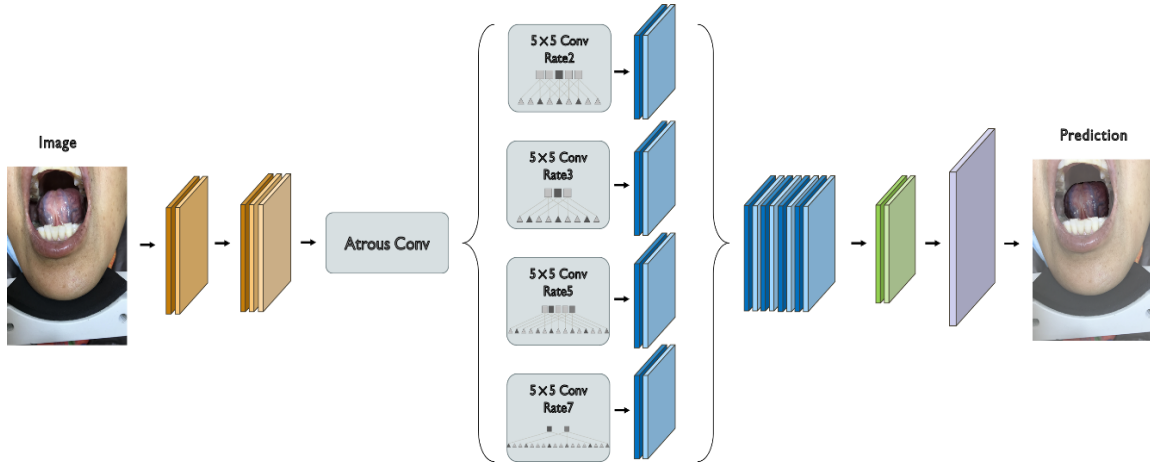 Image
Atrous Conv
5×5 Conv
Rate2
5×5 Conv
Rate3
5×5 Conv
Rate5
5×5 Conv
Rate7
Prediction